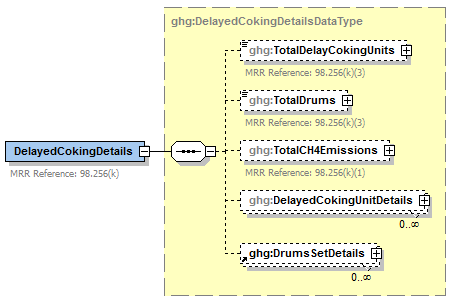 ghg:DelayedCokingDetailsDataType
ghg:TotalDelayCokingUnits
MRR Reference: 98.256(k)(3)
ghg:TotalDrums
MRR Reference: 98.256(k)(3)
DelayedCokingDetails
MRR Reference: 98.256(k)
ghg:TotalCH4Emissions
MRR Reference: 98.256(k)(1)
ghg:DelayedCokingUnitDetails
0..∞
ghg:DrumsSetDetails
0..∞